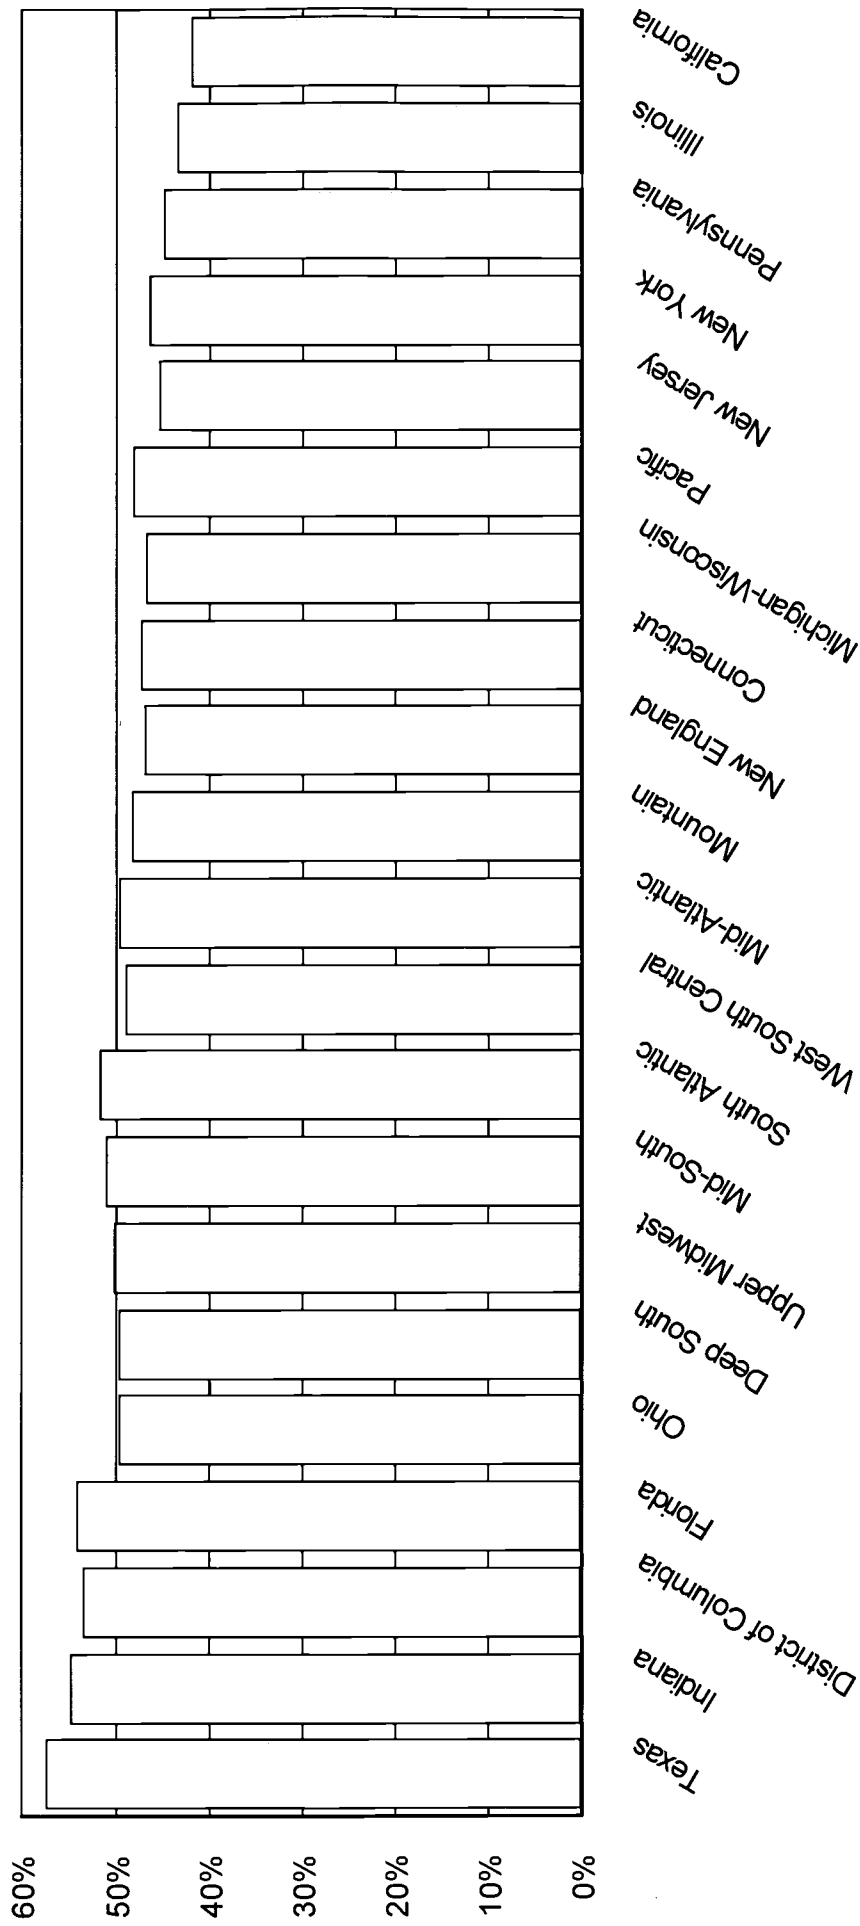 60%
50%
40%
30%
20%
10%
0%
Texas
Indiana
District of Columbia
Florida
Ohio
Deep South
Upper Midwest
Mid-South
South Atlantic
West South Central
Mid-Atlantic
Mountain
New England
Connecticut
Michigan-Wisconsin
Pacific
New Jersey
New York
Pennsylvania
Illinois
California